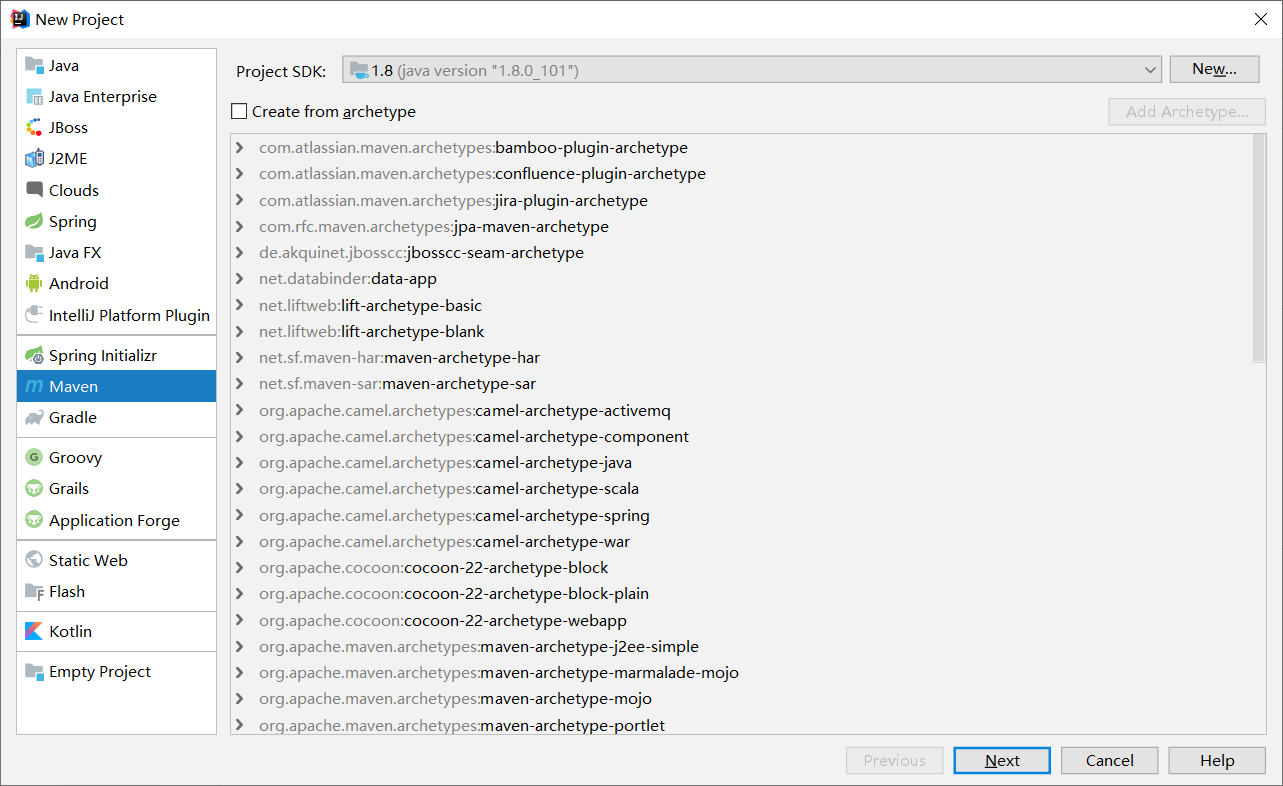 New Project
Java
Java Enterprise
JBoss
J2ME
Clouds
Spring
Java FX
Android
IntelliJ Platform Plugin
Spring Initializr
Maven
Gradle
Groovy
Grails
Application Forge
Static Web
Flash
Kotlin
Empty Project
Project SDK: 1.8 (java version "1.8.0_101") New...
Create from archetype Add Archetype...
com.atlassian.maven.archetypes:bamboo-plugin-archetype
com.atlassian.maven.archetypes:confluence-plugin-archetype
com.atlassian.maven.archetypes:jira-plugin-archetype
com.rfc.maven.archetypes:jpa-maven-archetype
de.akquinet.jbosscc:jbosscc-seam-archetype
net.databinder:data-app
net.liftweb:lift-archetype-basic
net.liftweb:lift-archetype-blank
net.sf.maven-har:maven-archetype-har
net.sf.maven-sar:maven-archetype-sar
org.apache.camel.archetypes:camel-archetype-activemq
org.apache.camel.archetypes:camel-archetype-component
org.apache.camel.archetypes:camel-archetype-java
org.apache.camel.archetypes:camel-archetype-scala
org.apache.camel.archetypes:camel-archetype-spring
org.apache.camel.archetypes:camel-archetype-war
org.apache.cocoon:cocoon-22-archetype-block
org.apache.cocoon:cocoon-22-archetype-block-plain
org.apache.cocoon:cocoon-22-archetype-webapp
org.apache.maven.archetypes:maven-archetype-j2ee-simple
org.apache.maven.archetypes:maven-archetype-marmalade-mojo
org.apache.maven.archetypes:maven-archetype-mojo
org.apache.maven.archetypes:maven-archetype-portlet
Previous Next Cancel Help